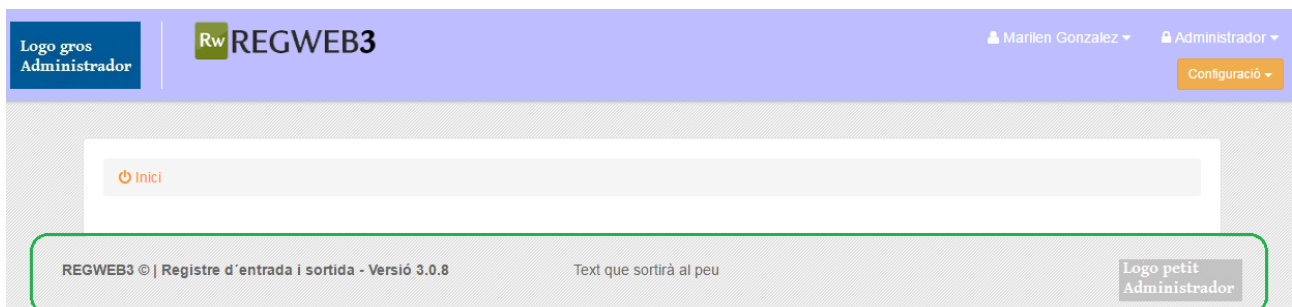 Logo gros
Administrador
Rw REGWEB3
Marilen Gonzalez
Administrador
Configuració
Inici
REGWEB3 © | Registre d´entrada i sortida - Versió 3.0.8
Text que sortirà al peu
Logo petit
Administrador